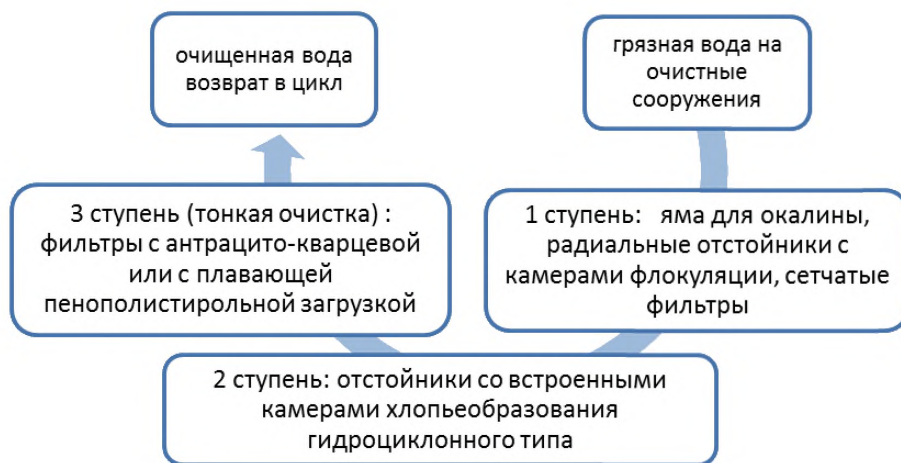 очищенная вода
возврат в цикл
грязная вода на
очистные
сооружения
3 ступень (тонкая очистка) :
фильтры с антрацито-кварцевой
или с плавающей
пенополистирольной загрузкой
1 ступень: яма для окалины,
радиальные отстойники с
камерами флокуляции, сетчатые
фильтры
2 ступень: отстойники со встроенными
камерами хлопьеобразования
гидроциклонного типа